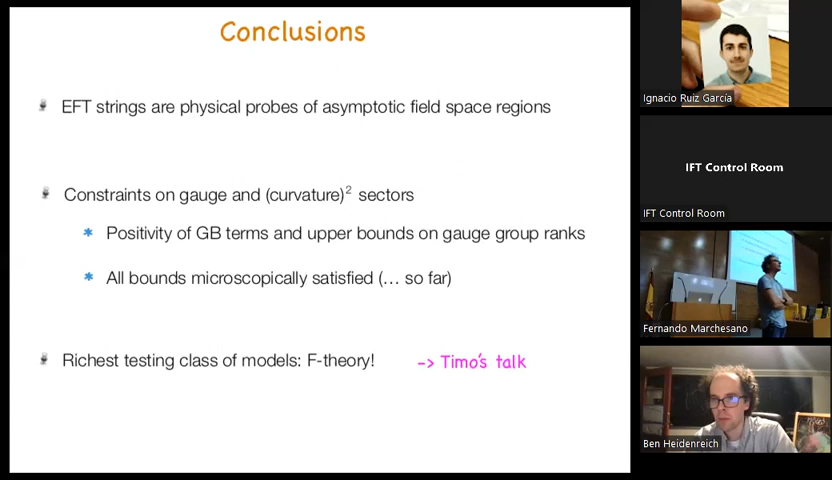 Conclusions
EFT strings are physical probes of asymptotic field space regions
Constraints on gauge and (curvature)² sectors
* Positivity of GB terms and upper bounds on gauge group ranks
* All bounds microscopically satisfied (... so far)
Richest testing class of models: F-theory!
-> Timo's talk
Ignacio Ruiz García
IFT Control Room
IFT Control Room
Fernando Marchesano
Ben Heidenreich